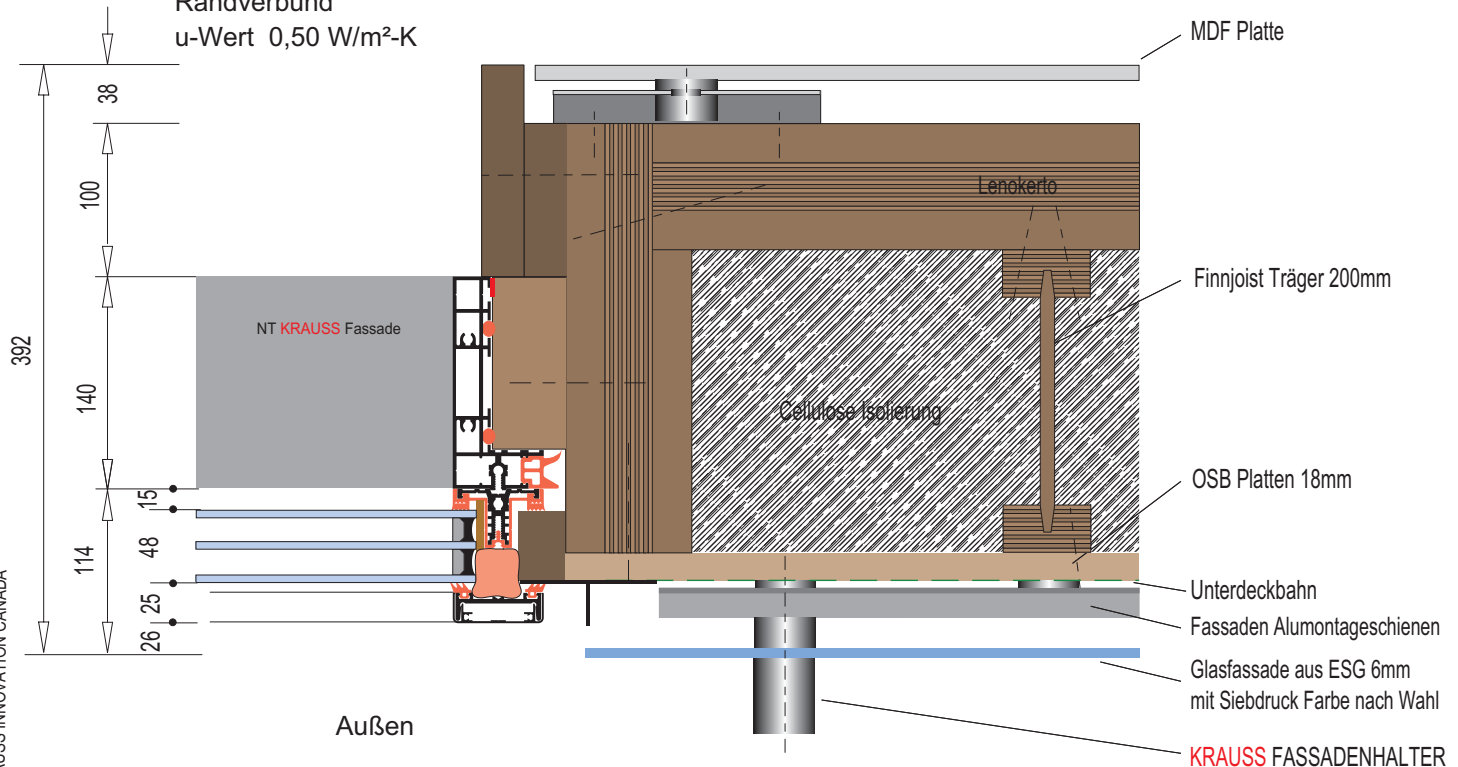 Randverbund
u-Wert 0,50 W/m²-K
MDF Platte
38
100
Lenokerto
Finnjoist Träger 200mm
NT KRAUSS Fassade
392
140
Cellulose Isolierung
OSB Platten 18mm
15
48
114
25
26
Unterdeckbahn
Fassaden Alumontageschienen
Glasfassade aus ESG 6mm
mit Siebdruck Farbe nach Wahl
Außen
KRAUSS FASSADENHALTER
INNOVATION CANADA